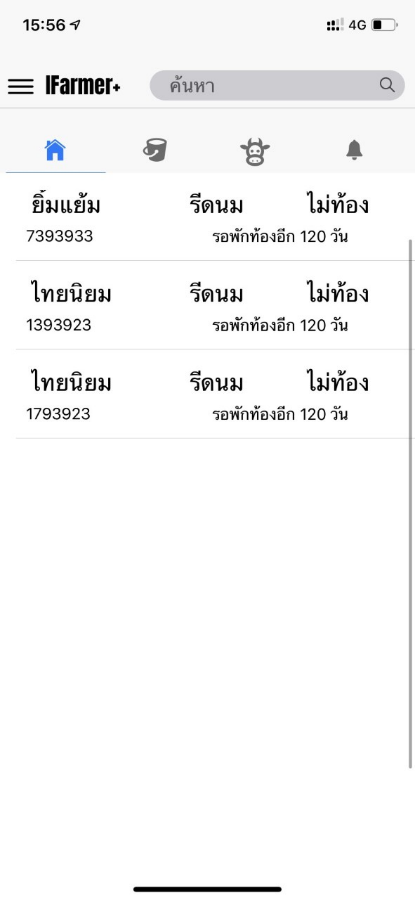 15:56 4G
IFarmer+ ค้นหา
ยิ้มแย้ม รีดนม ไม่ท้อง
7393933 รอพักท้องอีก 120 วัน
ไทยนิยม รีดนม ไม่ท้อง
1393923 รอพักท้องอีก 120 วัน
ไทยนิยม รีดนม ไม่ท้อง
1793923 รอพักท้องอีก 120 วัน